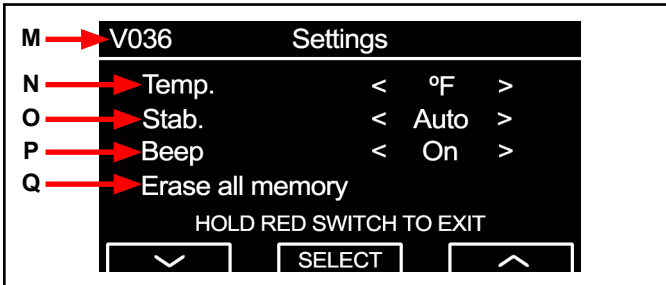 M V036 Settings
N Temp. < ºF >
O Stab. < Auto >
P Beep < On >
Q Erase all memory
HOLD RED SWITCH TO EXIT
SELECT